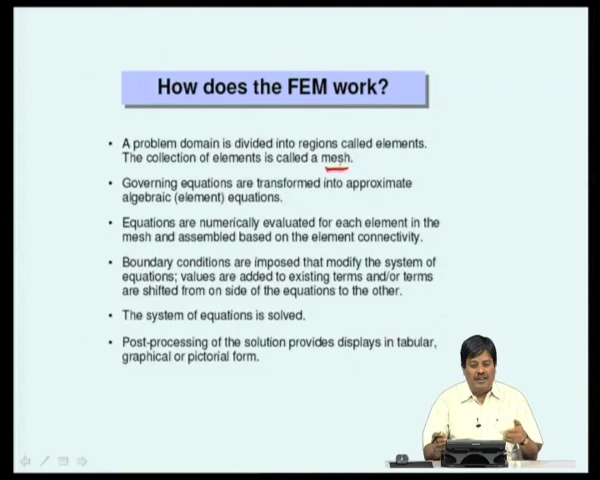 How does the FEM work?
• A problem domain is divided into regions called elements.
The collection of elements is called a mesh.
• Governing equations are transformed into approximate
algebraic (element) equations.
• Equations are numerically evaluated for each element in the
mesh and assembled based on the element connectivity.
• Boundary conditions are imposed that modify the system of
equations; values are added to existing terms and/or terms
are shifted from on side of the equations to the other.
• The system of equations is solved.
• Post-processing of the solution provides displays in tabular,
graphical or pictorial form.